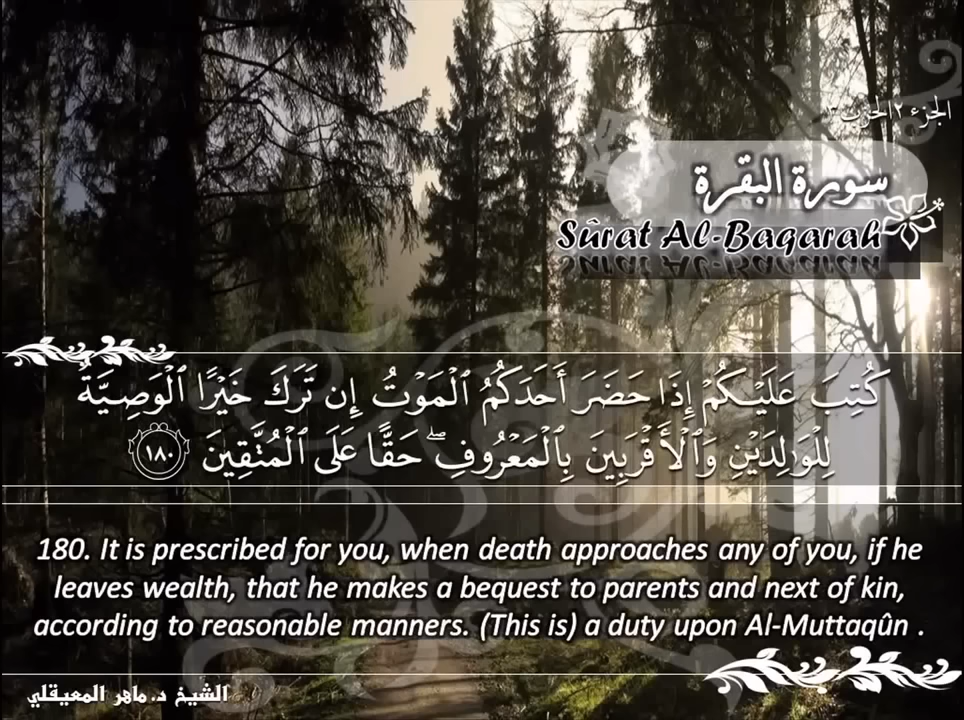 الجزء ٢ الحزب
سورة البقرة
Sûrat Al-Baqarah
كُتِبَ عَلَيْكُمْ إِذَا حَضَرَ أَحَدَكُمُ ٱلْمَوْتُ إِن تَرَكَ خَيْرًا ٱلْوَصِيَّةُ
لِلْوَٰلِدَيْنِ وَٱلْأَقْرَبِينَ بِٱلْمَعْرُوفِ ۖ حَقًّا عَلَى ٱلْمُتَّقِينَ ١٨٠
180. It is prescribed for you, when death approaches any of you, if he
leaves wealth, that he makes a bequest to parents and next of kin,
according to reasonable manners. (This is) a duty upon Al-Muttaqûn .
الشيخ د. ماهر المعيقلي